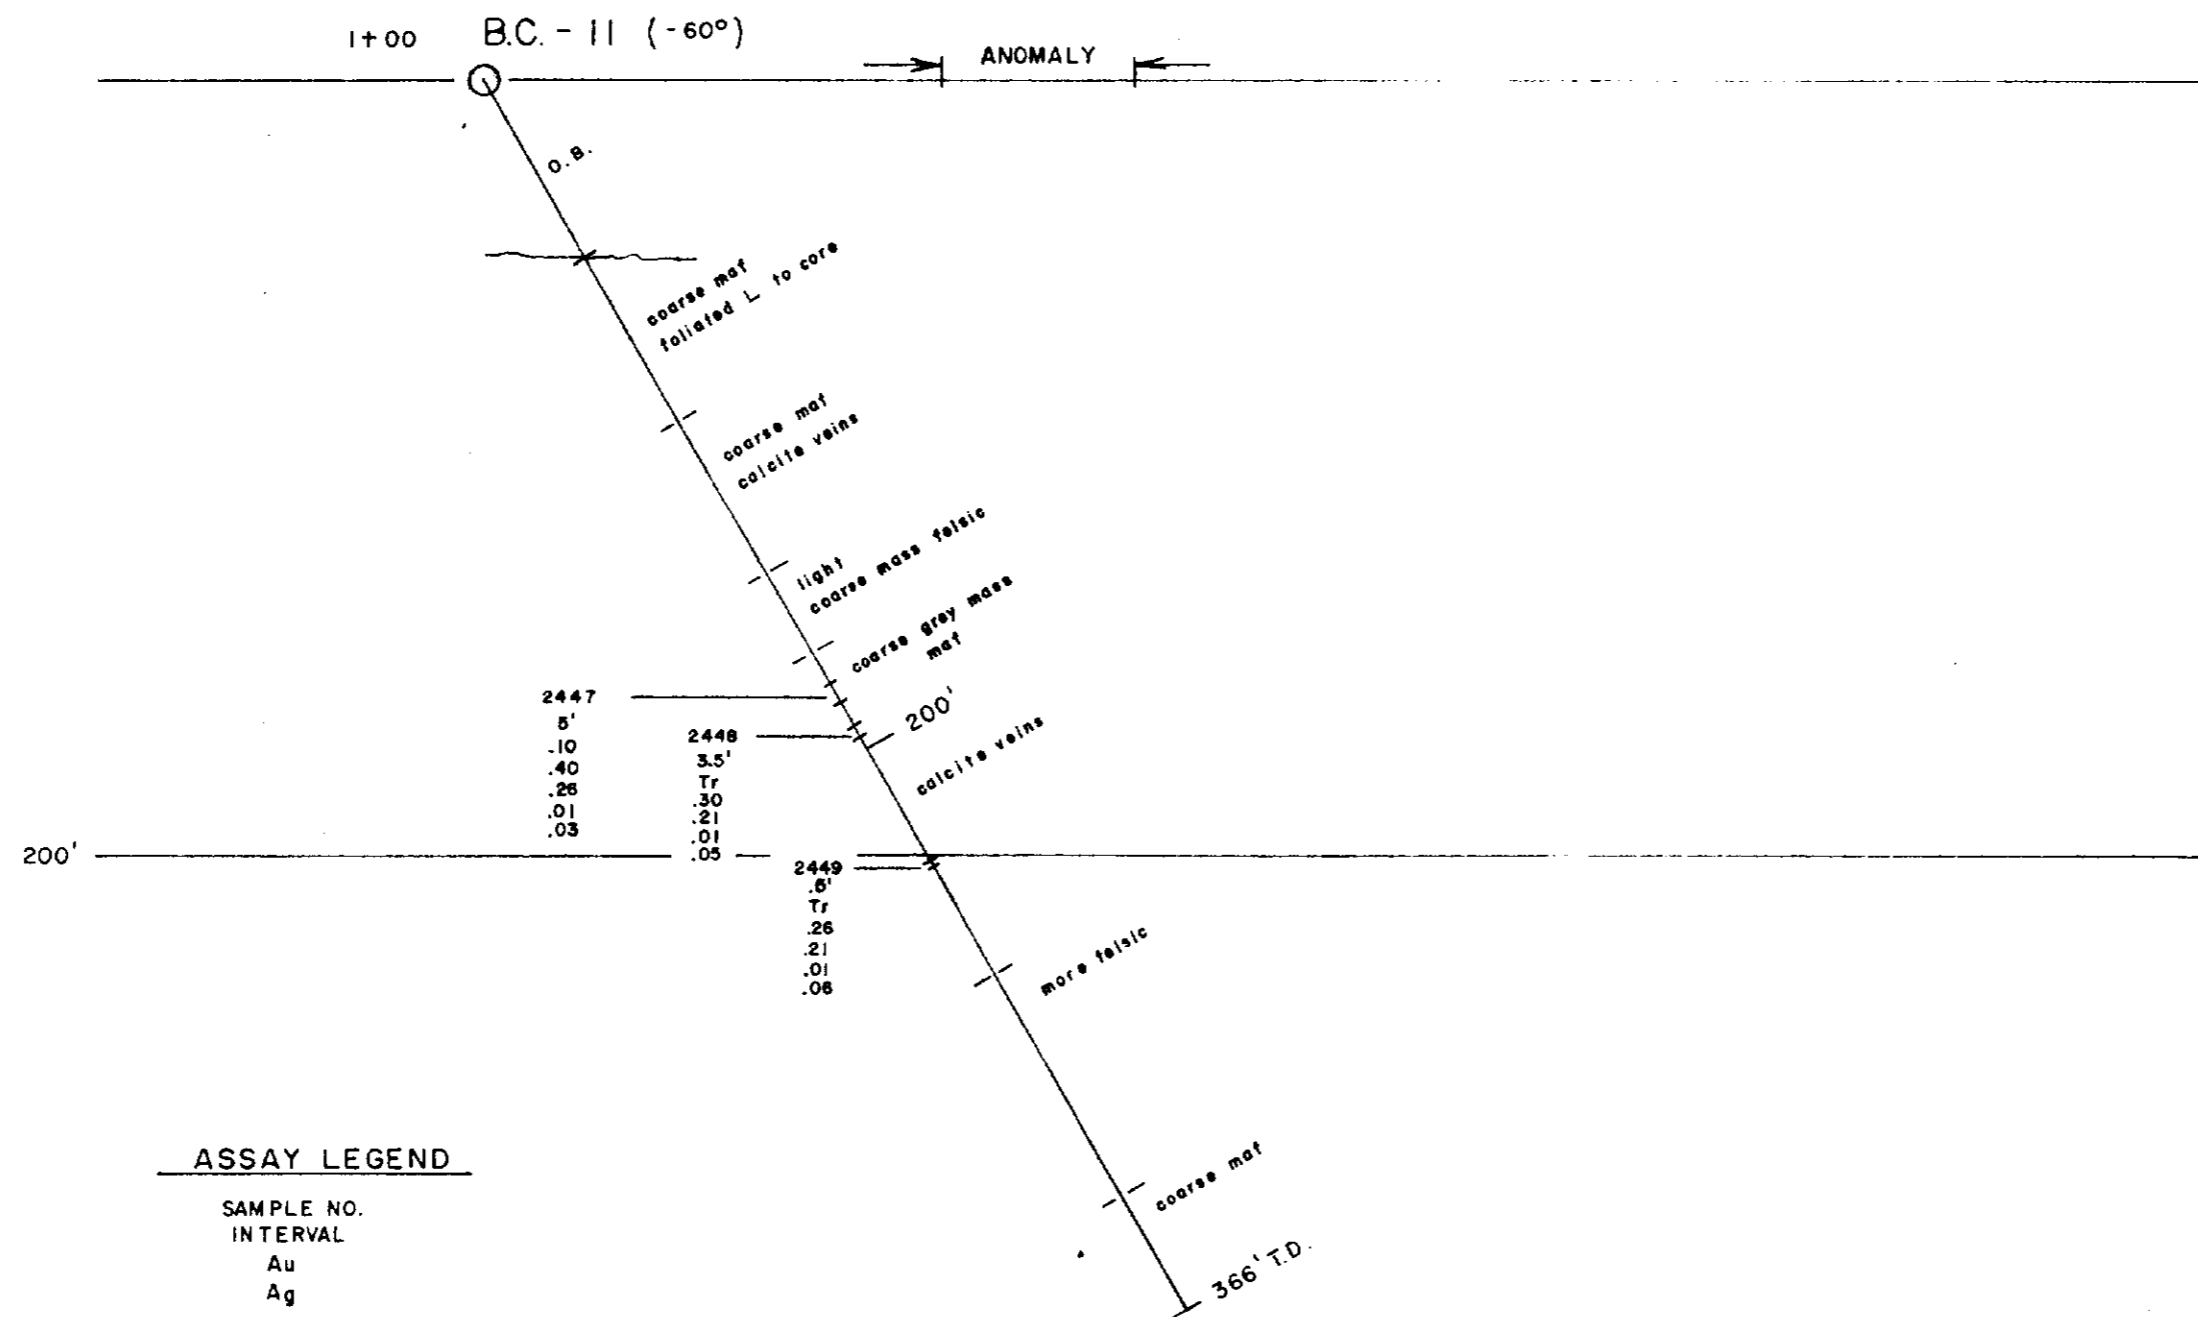 1+00
B.C. - 11 (-60°)
ANOMALY
O.B.
coarse maf
foliated ⊥ to core
coarse maf
calcite veins
light
coarse mass felsic
coarse grey mass
maf
2447
5'
.10
.40
.26
.01
.03
2448
3.5'
Tr
.30
.21
.01
.05
200'
calcite veins
200'
2449
.5'
Tr
.26
.21
.01
.06
more felsic
coarse maf
366' T.D.
ASSAY LEGEND
SAMPLE NO.
INTERVAL
Au
Ag